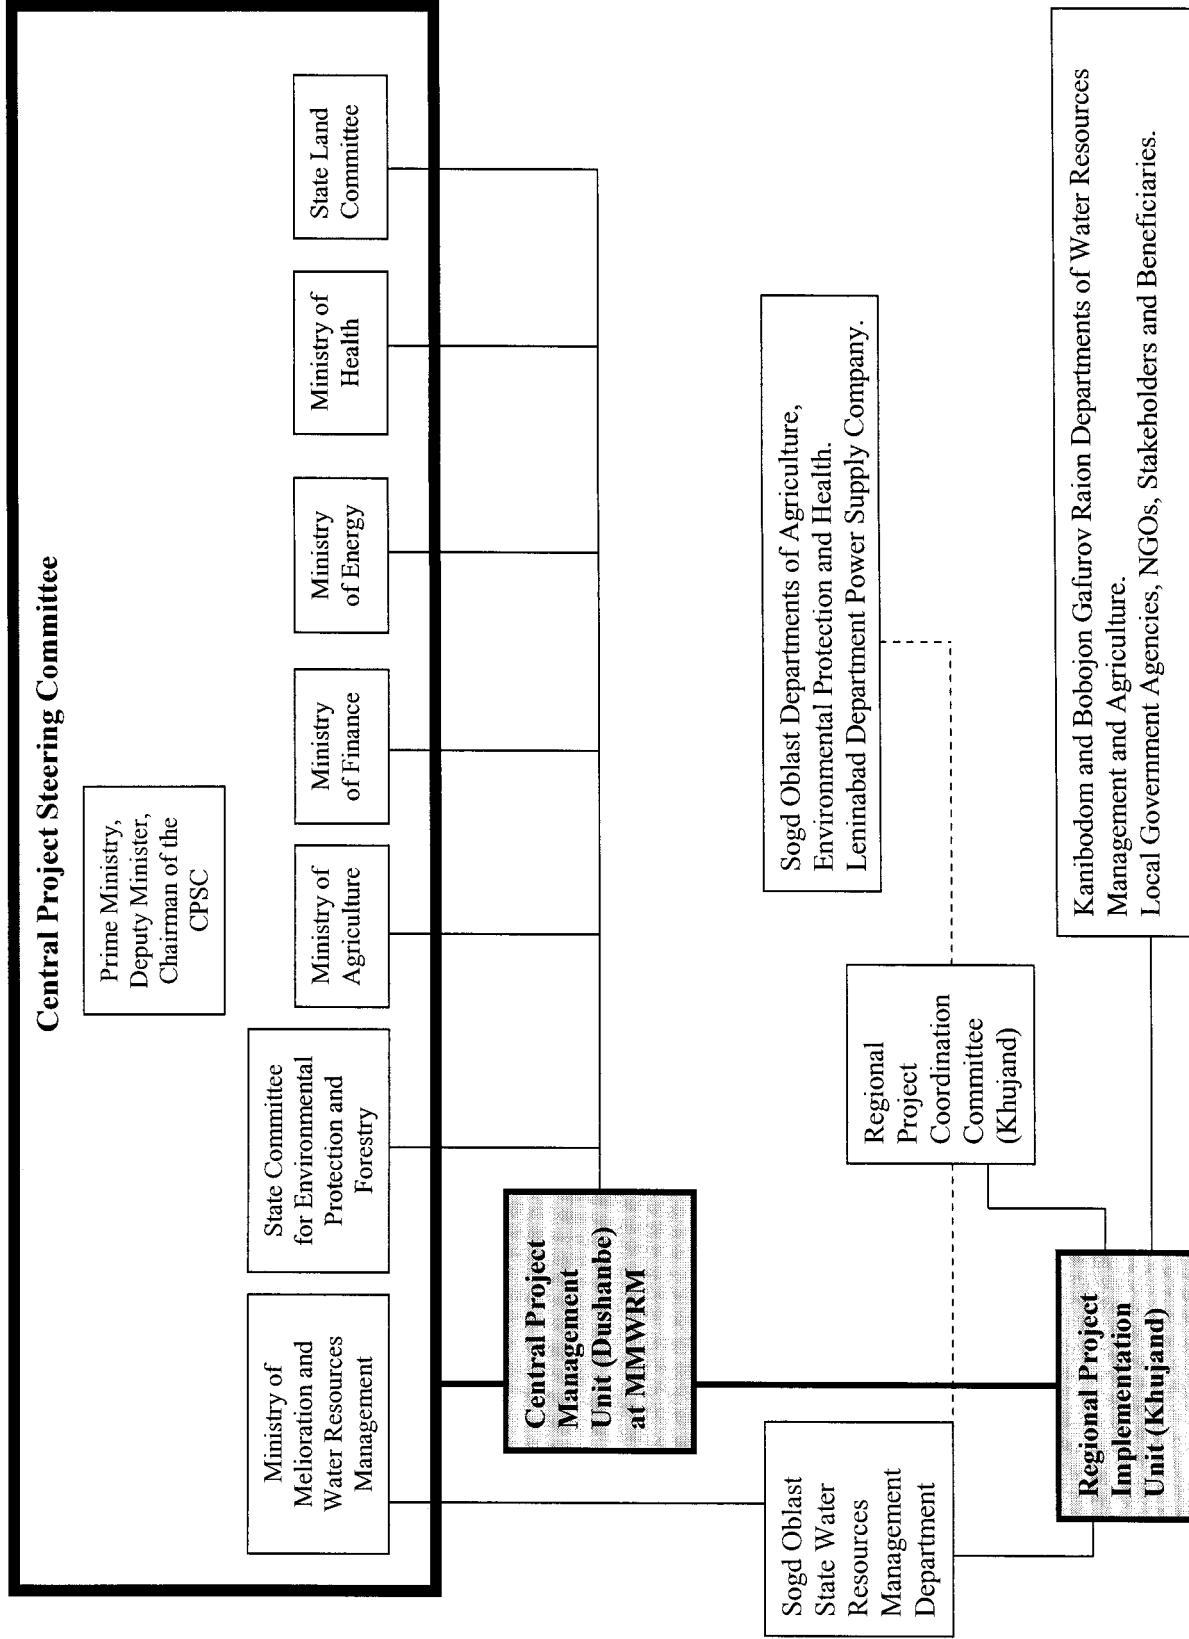 Central Project Steering Committee
Prime Ministry,
Deputy Minister,
Chairman of the
CPSC
Ministry of
Melioration and
Water Resources
Management
State Committee
for Environmental
Protection and
Forestry
Ministry of
Agriculture
Ministry
of Finance
Ministry
of Energy
Ministry of
Health
State Land
Committee
Central Project
Management
Unit (Dushanbe)
at MMWRM
Sogd Oblast
State Water
Resources
Management
Department
Regional
Project
Coordination
Committee
(Khujand)
Sogd Oblast Departments of Agriculture,
Environmental Protection and Health.
Leninabad Department Power Supply Company.
Regional Project
Implementation
Unit (Khujand)
Kanibodom and Bobojon Gafurov Raion Departments of Water Resources
Management and Agriculture.
Local Government Agencies, NGOs, Stakeholders and Beneficiaries.